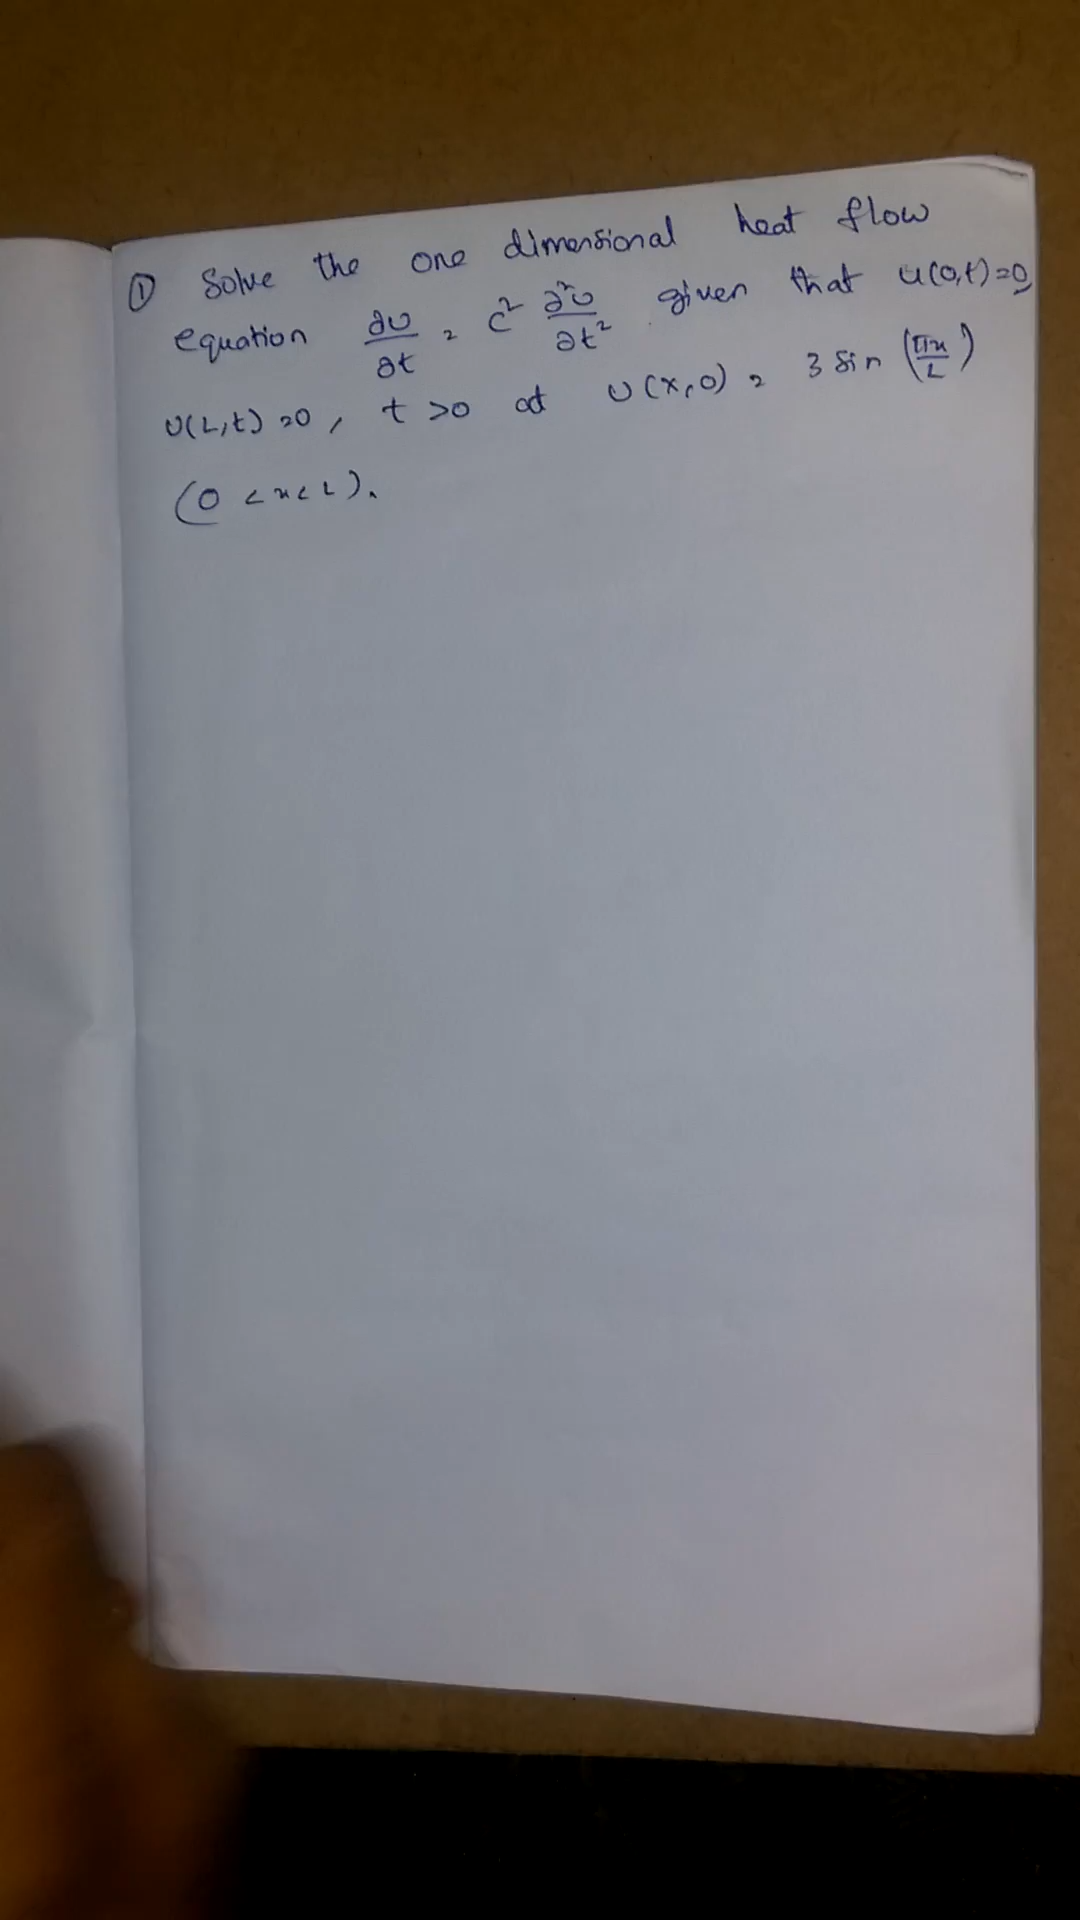 ① Solve the one dimensional heat flow
equation ∂u/∂t = c² ∂²u/∂t² given that u(0,t)=0,
u(L,t)=0, t>0 at u(x,0) = 3 sin (πx/L)
(0<x<L).